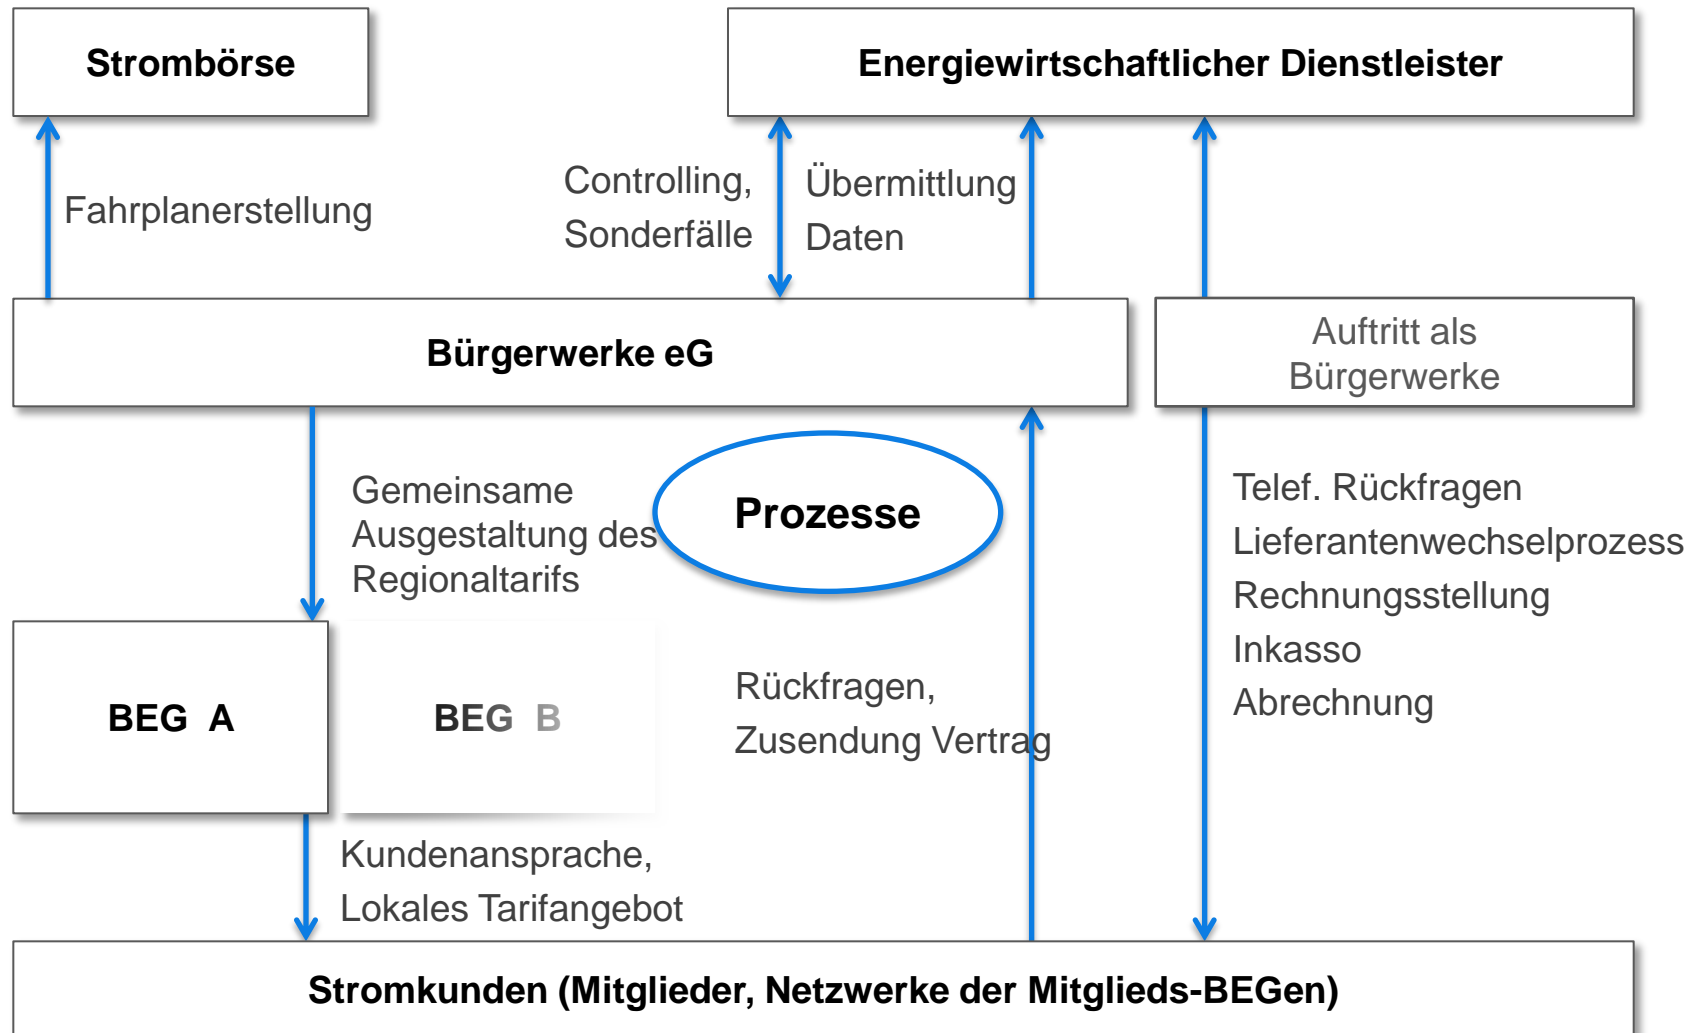 Strombörse
Energiewirtschaftlicher Dienstleister
Fahrplanerstellung
Controlling,
Sonderfälle
Übermittlung
Daten
Bürgerwerke eG
Auftritt als
Bürgerwerke
Gemeinsame
Ausgestaltung des
Regionaltarifs
Prozesse
Telef. Rückfragen
Lieferantenwechselprozess
Rechnungsstellung
Inkasso
Abrechnung
BEG A
BEG B
Rückfragen,
Zusendung Vertrag
Kundenansprache,
Lokales Tarifangebot
Stromkunden (Mitglieder, Netzwerke der Mitglieds-BEGen)